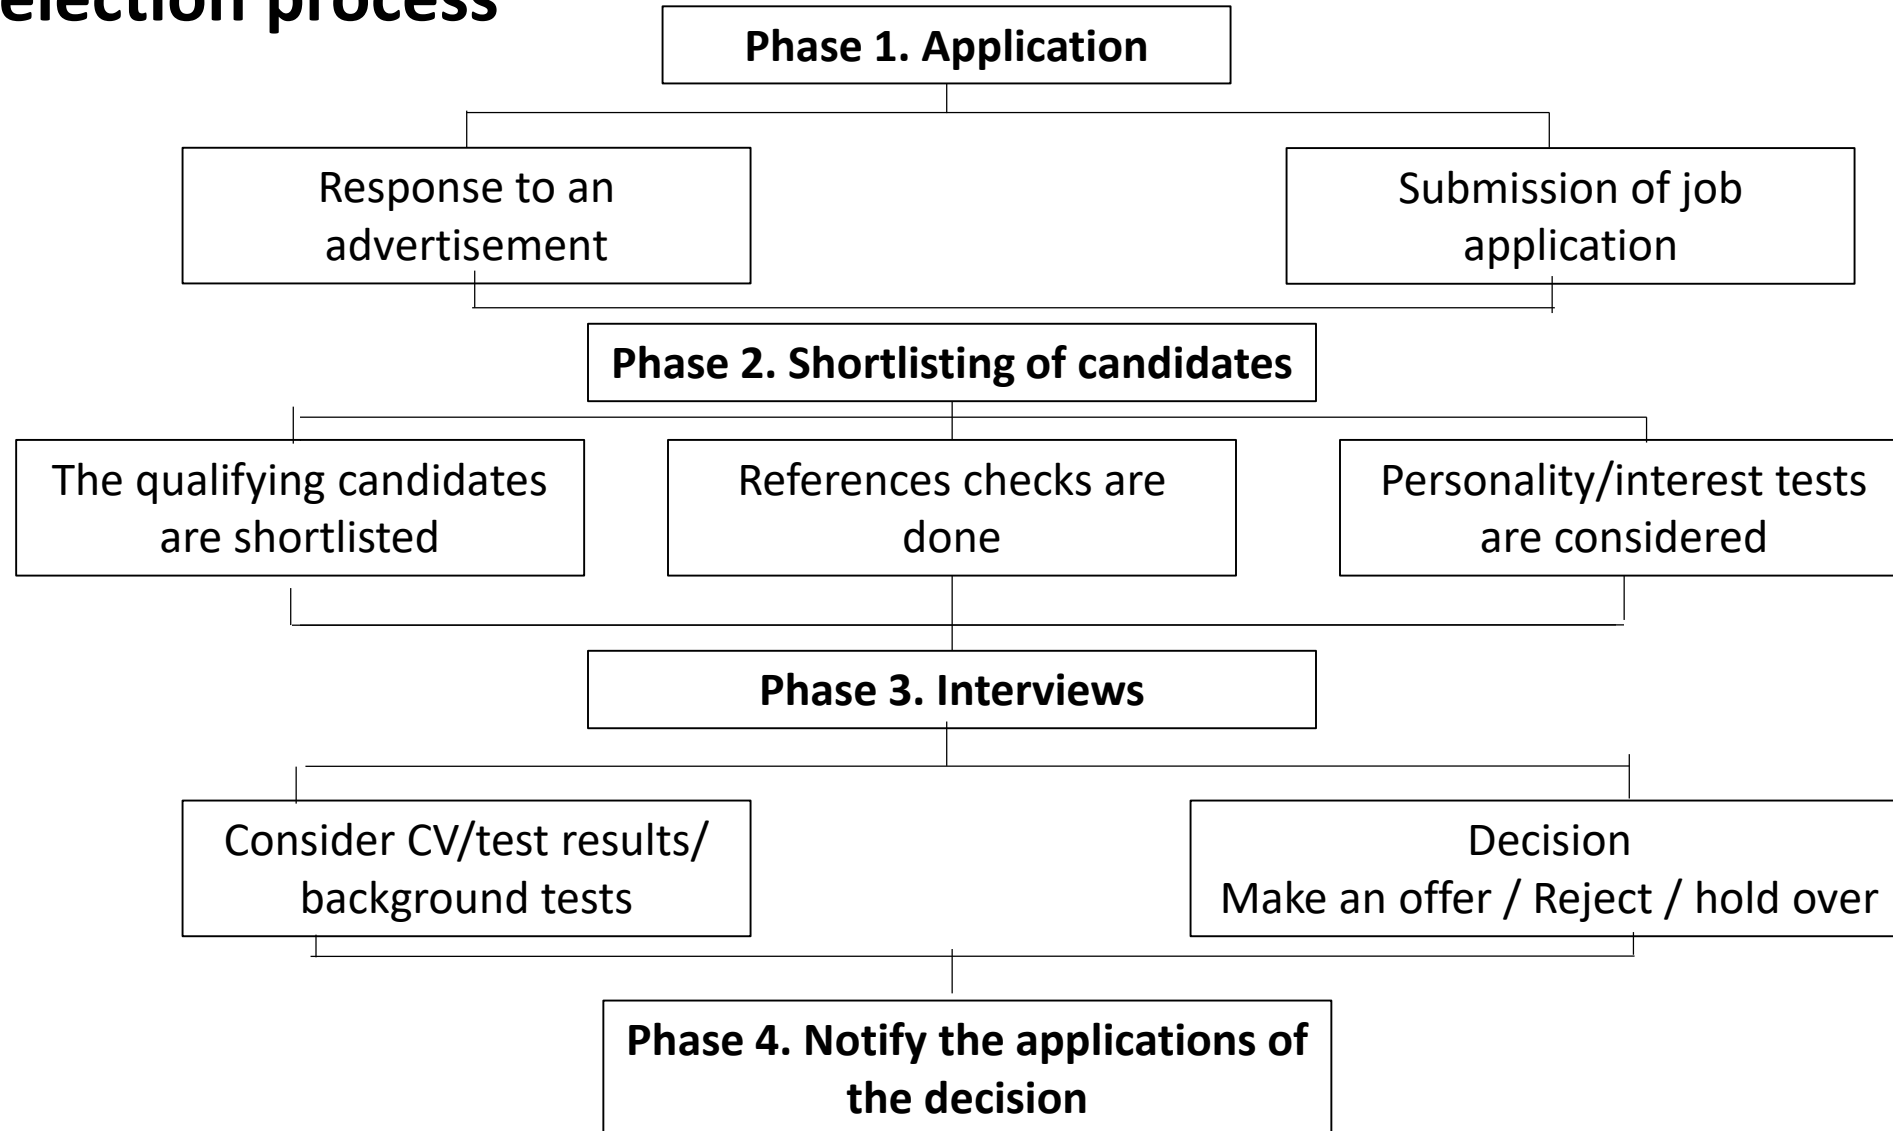 election process
Phase 1. Application
Response to an
advertisement
Submission of job
application
Phase 2. Shortlisting of candidates
The qualifying candidates
are shortlisted
References checks are
done
Personality/interest tests
are considered
Phase 3. Interviews
Consider CV/test results/
background tests
Decision
Make an offer / Reject / hold over
Phase 4. Notify the applications of
the decision